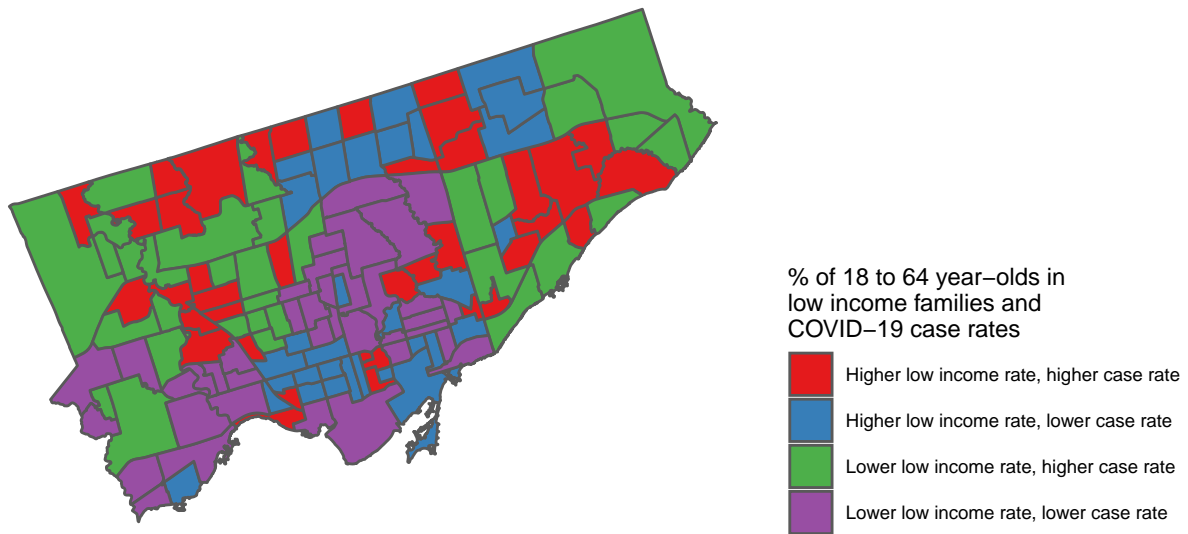 % of 18 to 64 year−olds in
low income families and
COVID−19 case rates
Higher low income rate, higher case rate
Higher low income rate, lower case rate
Lower low income rate, higher case rate
Lower low income rate, lower case rate